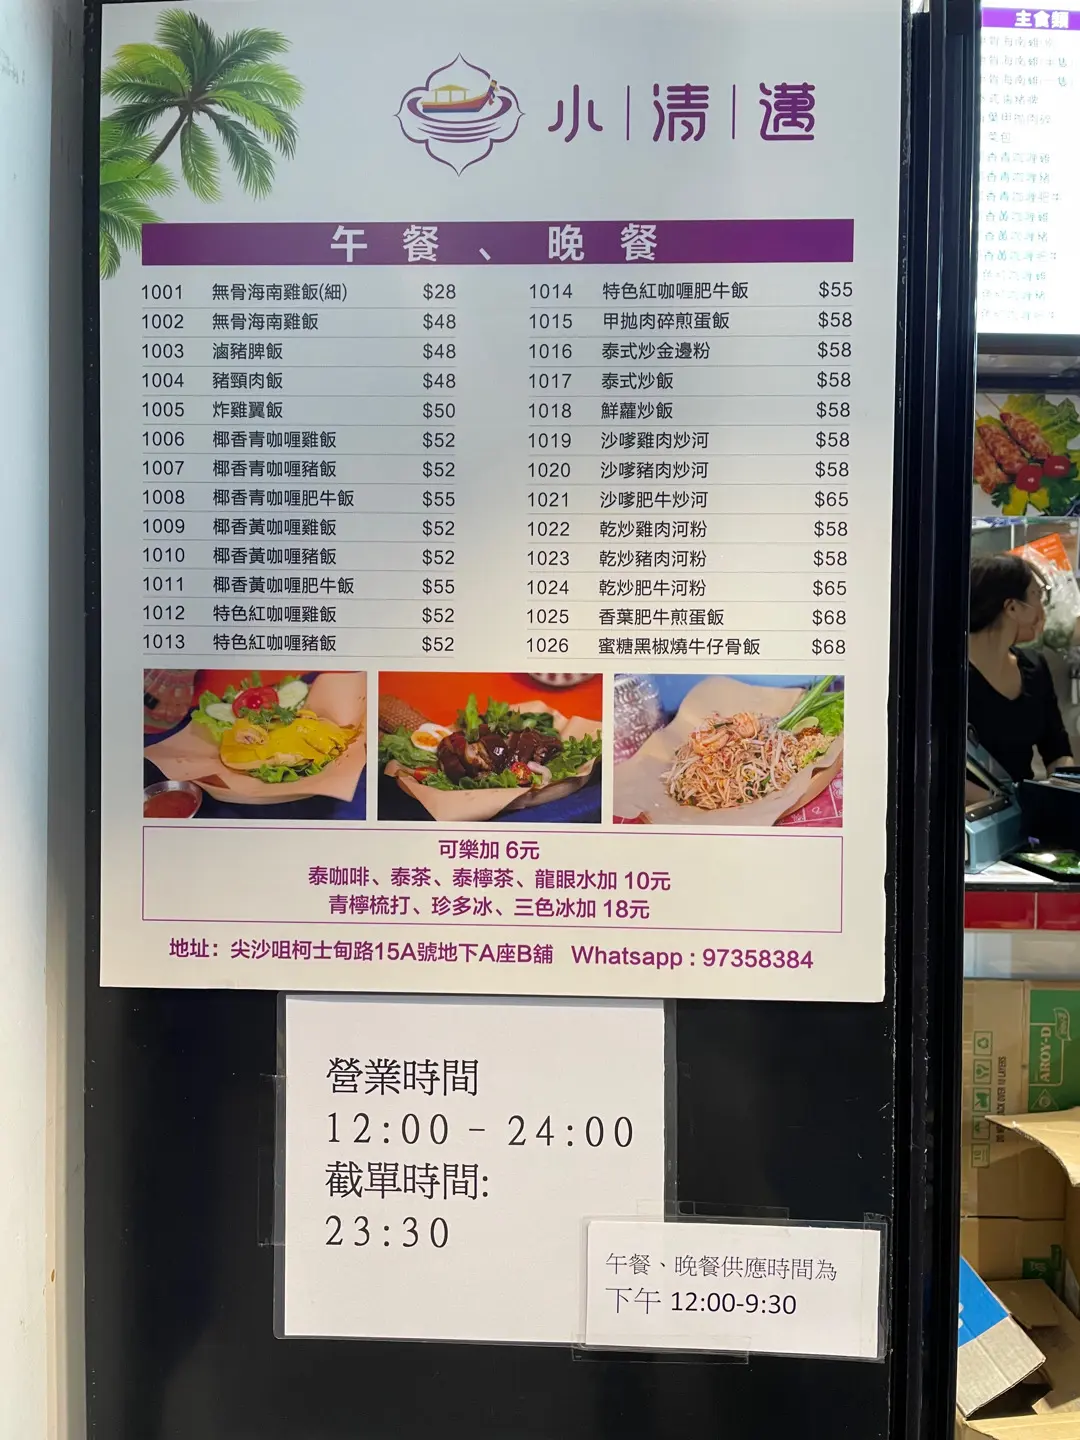 小清邁
午餐、晚餐
1001 無骨海南雞飯(細) $28
1002 無骨海南雞飯 $48
1003 滷豬脾飯 $48
1004 豬頸肉飯 $48
1005 炸雞翼飯 $50
1006 椰香青咖喱雞飯 $52
1007 椰香青咖喱豬飯 $52
1008 椰香青咖喱肥牛飯 $55
1009 椰香黃咖喱雞飯 $52
1010 椰香黃咖喱豬飯 $52
1011 椰香黃咖喱肥牛飯 $55
1012 特色紅咖喱雞飯 $52
1013 特色紅咖喱豬飯 $52
1014 特色紅咖喱肥牛飯 $55
1015 甲拋肉碎煎蛋飯 $58
1016 泰式炒金邊粉 $58
1017 泰式炒飯 $58
1018 鮮蘿炒飯 $58
1019 沙嗲雞肉炒河 $58
1020 沙嗲豬肉炒河 $58
1021 沙嗲肥牛炒河 $65
1022 乾炒雞肉河粉 $58
1023 乾炒豬肉河粉 $58
1024 乾炒肥牛河粉 $65
1025 香葉肥牛煎蛋飯 $68
1026 蜜糖黑椒燒牛仔骨飯 $68
可樂加 6元
泰咖啡、泰茶、泰檸茶、龍眼水加 10元
青檸梳打、珍多冰、三色冰加 18元
地址：尖沙咀柯士甸路15A號地下A座B舖 Whatsapp : 97358384
營業時間
12:00 – 24:00
截單時間:
23:30
午餐、晚餐供應時間為
下午 12:00-9:30
主食類
AROY-D